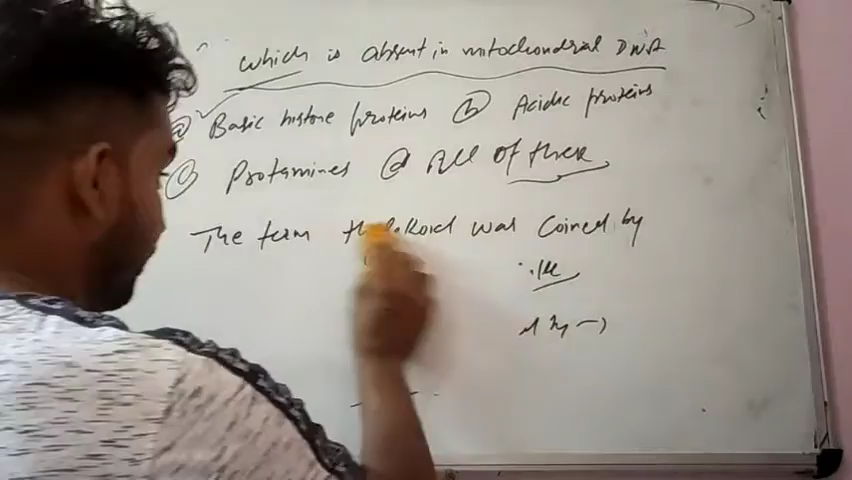 which is absent in mitochondrial DNA
(a) Basic histone proteins (b) Acidic proteins
(c) Protamines (d) All of these
The term was coined by